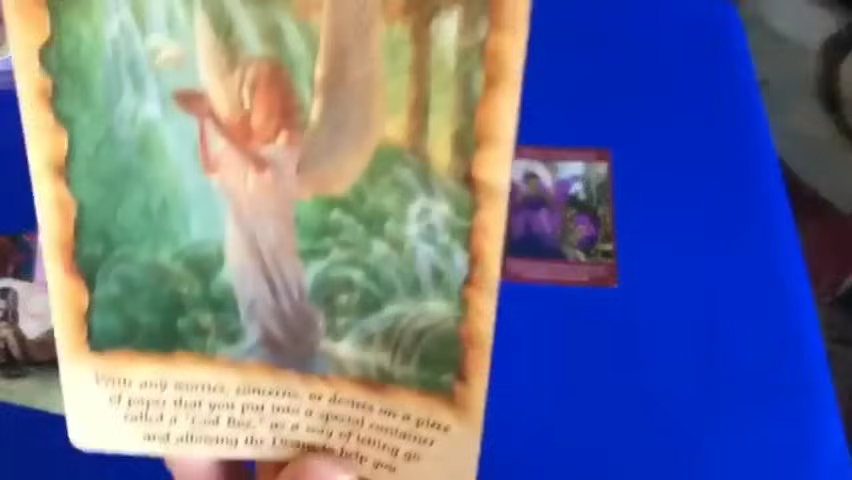 Write any worries, concerns, or desires on a piece
of paper that you put into a special container
called a "God Box," as a way of letting go
and allowing the Divine to help you